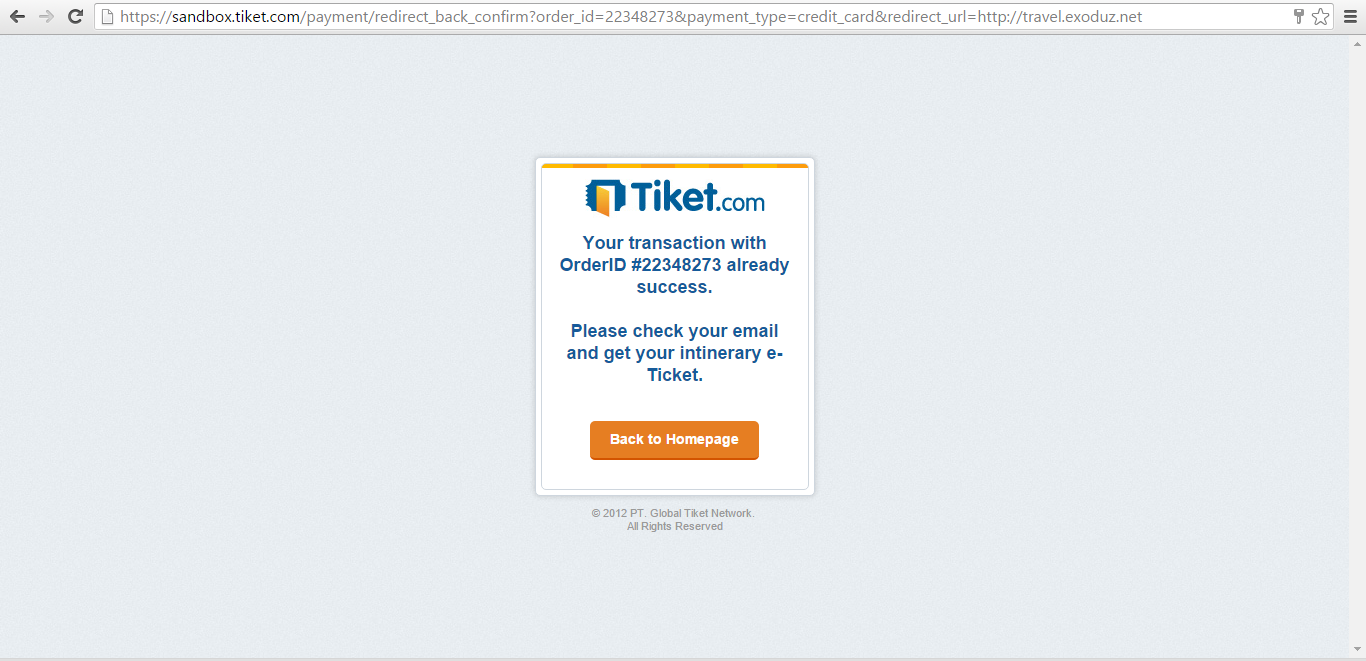 https://sandbox.tiket.com/payment/redirect_back_confirm?order_id=22348273&payment_type=credit_card&redirect_url=http://travel.exoduz.net
Tiket.com
Your transaction with
OrderID #22348273 already
success.
Please check your email
and get your intinerary e-
Ticket.
Back to Homepage
© 2012 PT. Global Tiket Network.
All Rights Reserved